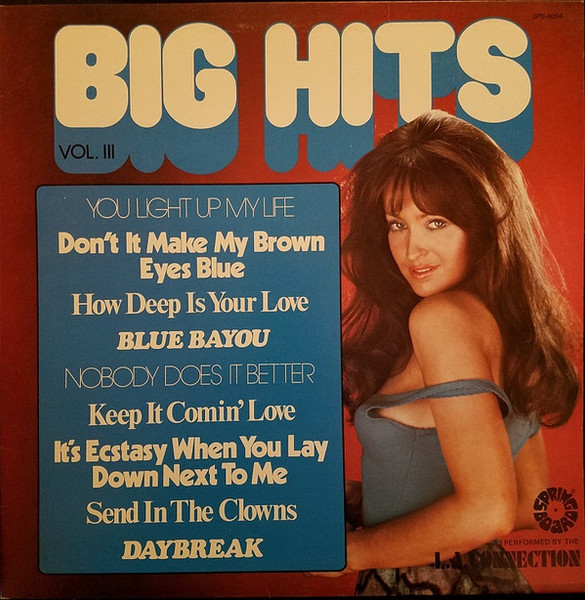 SPB-4094
BIG HITS
VOL. III
YOU LIGHT UP MY LIFE
Don't It Make My Brown
Eyes Blue
How Deep Is Your Love
BLUE BAYOU
NOBODY DOES IT BETTER
Keep It Comin' Love
It's Ecstasy When You Lay
Down Next To Me
Send In The Clowns
DAYBREAK
SPRINGBOARD
PERFORMED BY THE
L.A. CONNECTION